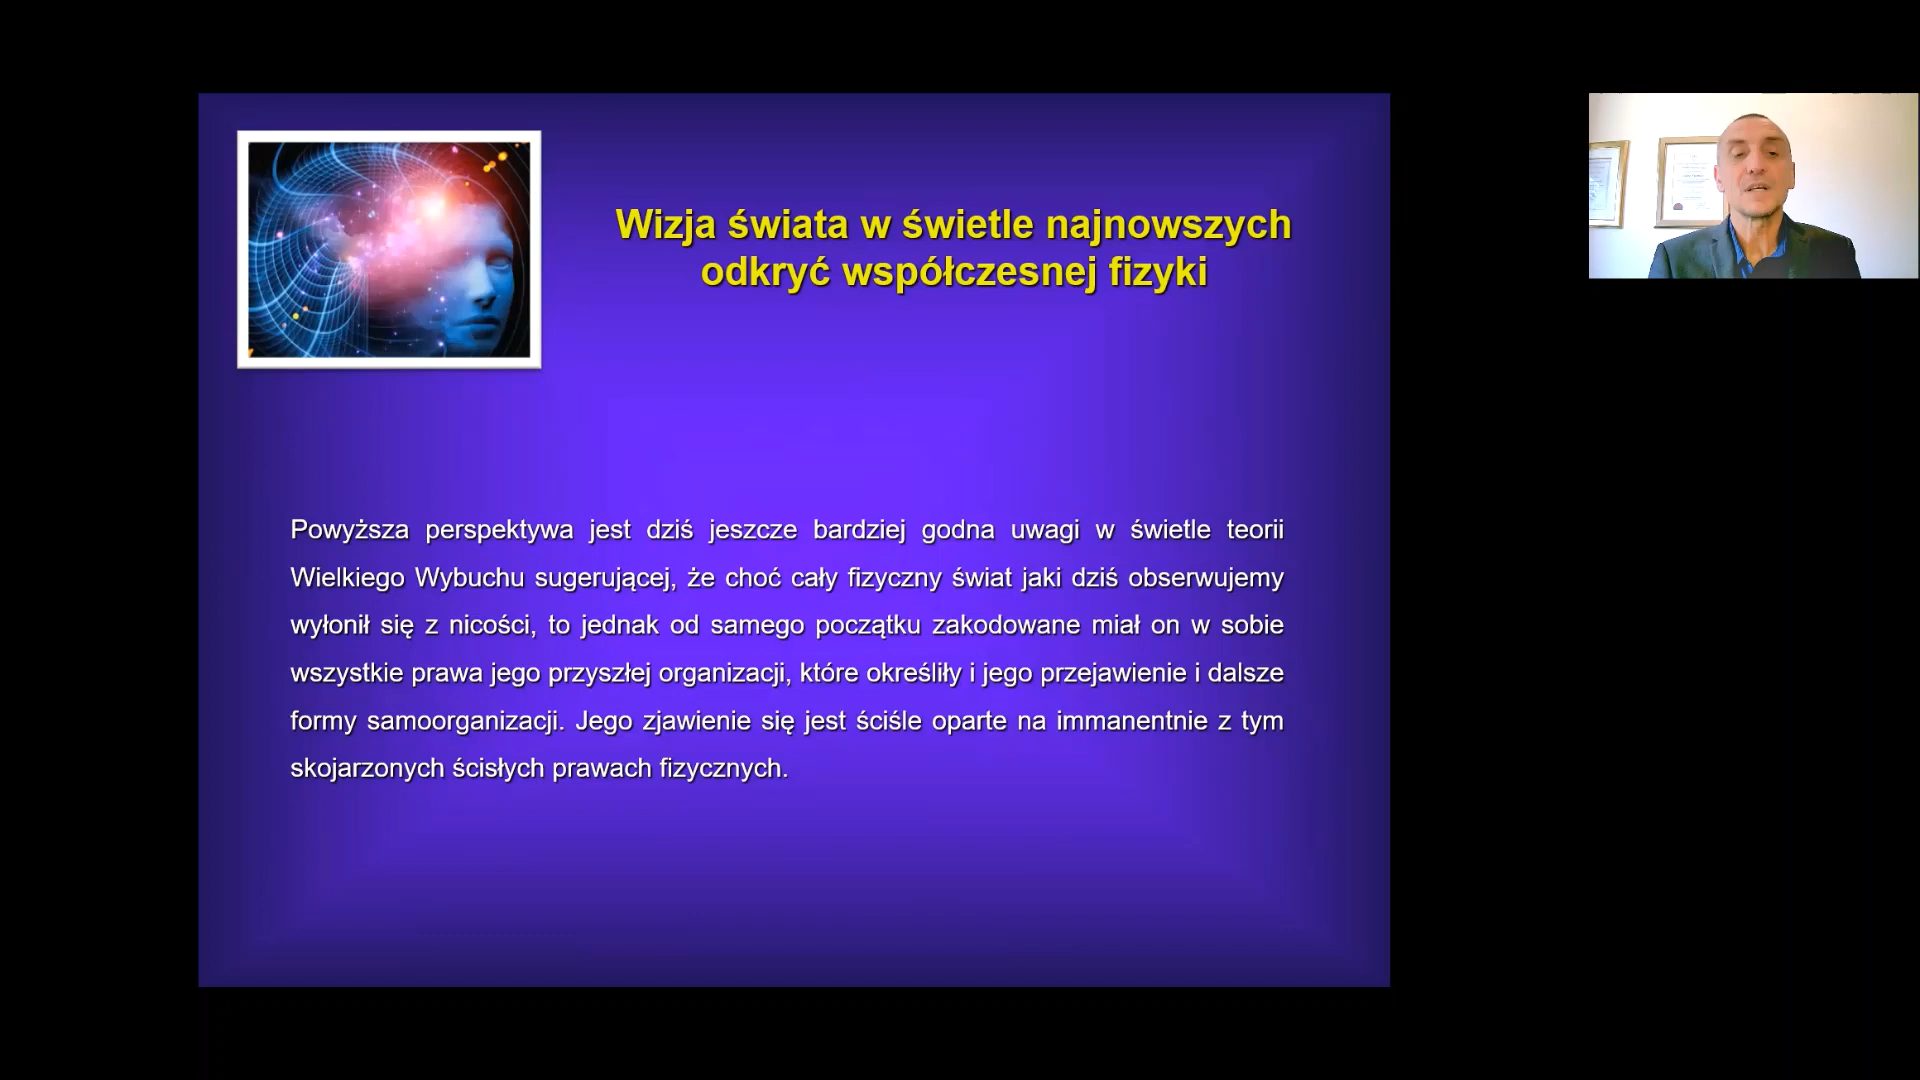 Wizja świata w świetle najnowszych
odkryć współczesnej fizyki
Powyższa perspektywa jest dziś jeszcze bardziej godna uwagi w świetle teorii
Wielkiego Wybuchu sugerującej, że choć cały fizyczny świat jaki dziś obserwujemy
wyłonił się z nicości, to jednak od samego początku zakodowane miał on w sobie
wszystkie prawa jego przyszłej organizacji, które określiły i jego przejawienie i dalsze
formy samoorganizacji. Jego zjawienie się jest ściśle oparte na immanentnie z tym
skojarzonych ścisłych prawach fizycznych.